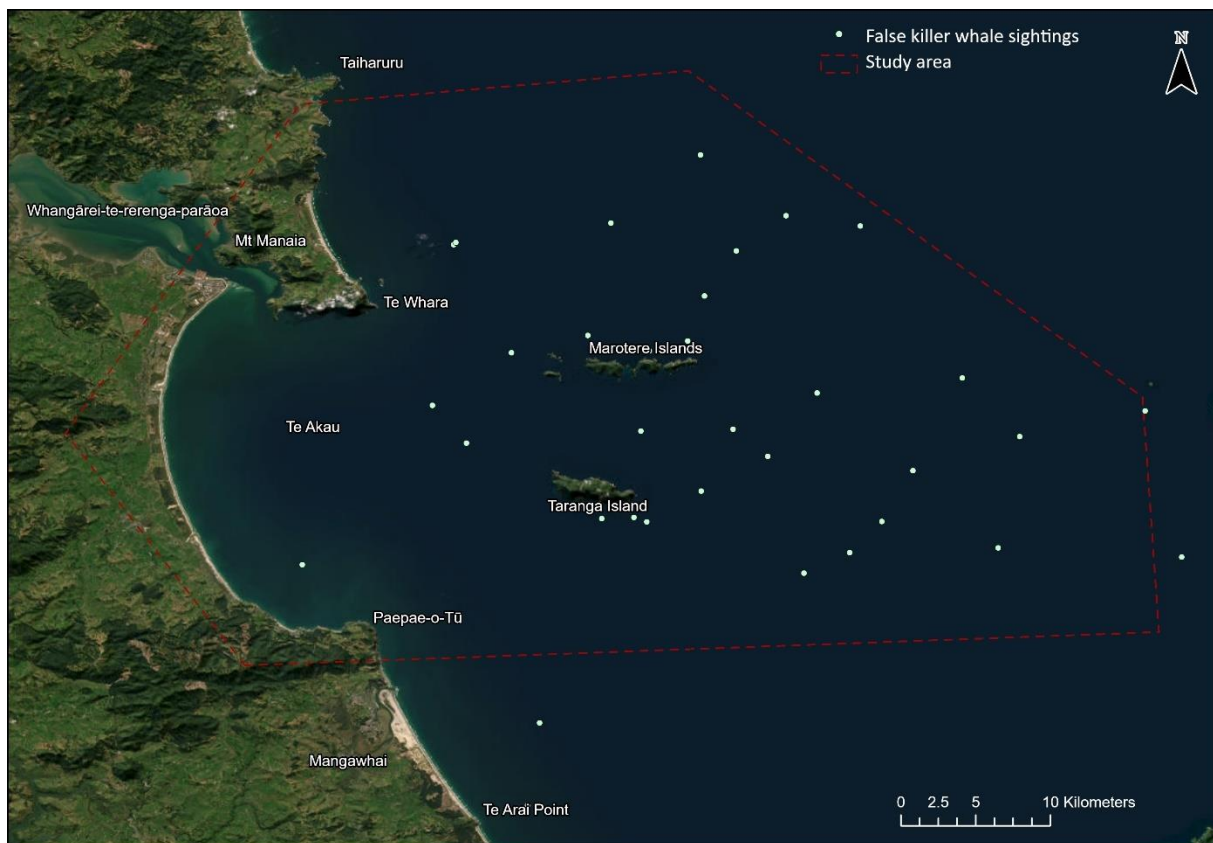 False killer whale sightings
Study area
N
Taiharuru
Whangārei-te-rerenga-parāoa
Mt Manaia
Te Whara
Marotere Islands
Te Akau
Taranga Island
Paepae-o-Tū
Mangawhai
Te Arai Point
0 2.5 5 10 Kilometers